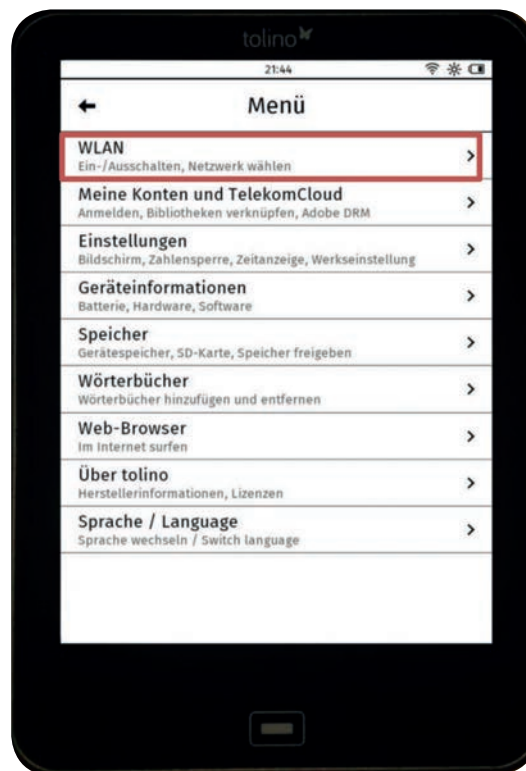 tolino
21:44
Menü
WLAN
Ein-/Ausschalten, Netzwerk wählen
Meine Konten und TelekomCloud
Anmelden, Bibliotheken verknüpfen, Adobe DRM
Einstellungen
Bildschirm, Zahlensperre, Zeitanzeige, Werkseinstellung
Geräteinformationen
Batterie, Hardware, Software
Speicher
Gerätespeicher, SD-Karte, Speicher freigeben
Wörterbücher
Wörterbücher hinzufügen und entfernen
Web-Browser
Im Internet surfen
Über tolino
Herstellerinformationen, Lizenzen
Sprache / Language
Sprache wechseln / Switch language